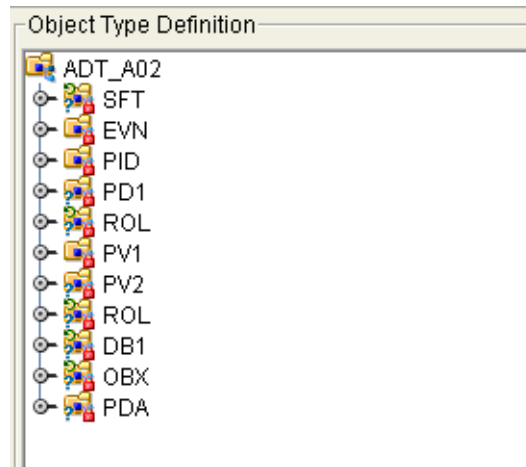 Object Type Definition
ADT_A02
SFT
EVN
PID
PD1
ROL
PV1
PV2
ROL
DB1
OBX
PDA